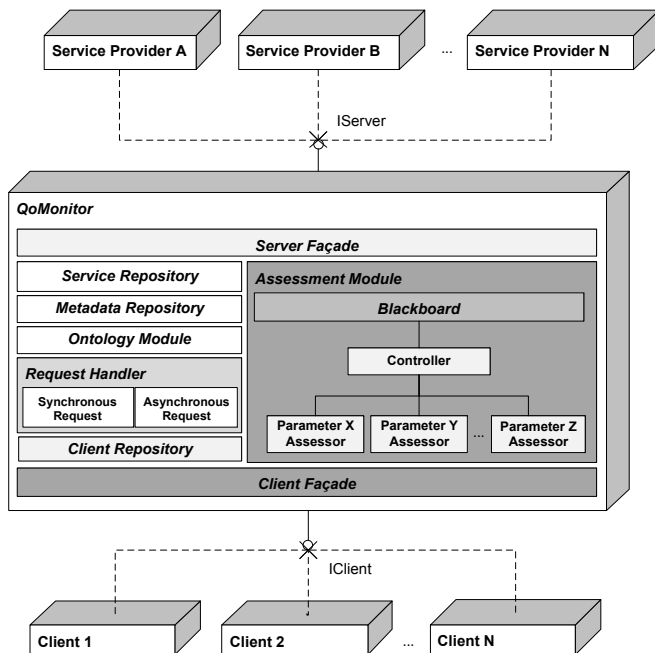 Service Provider A
Service Provider B
...
Service Provider N
IServer
QoMonitor
Server Façade
Service Repository
Metadata Repository
Ontology Module
Request Handler
Synchronous
Request
Asynchronous
Request
Client Repository
Assessment Module
Blackboard
Controller
Parameter X
Assessor
Parameter Y
Assessor
...
Parameter Z
Assessor
Client Façade
IClient
Client 1
Client 2
...
Client N